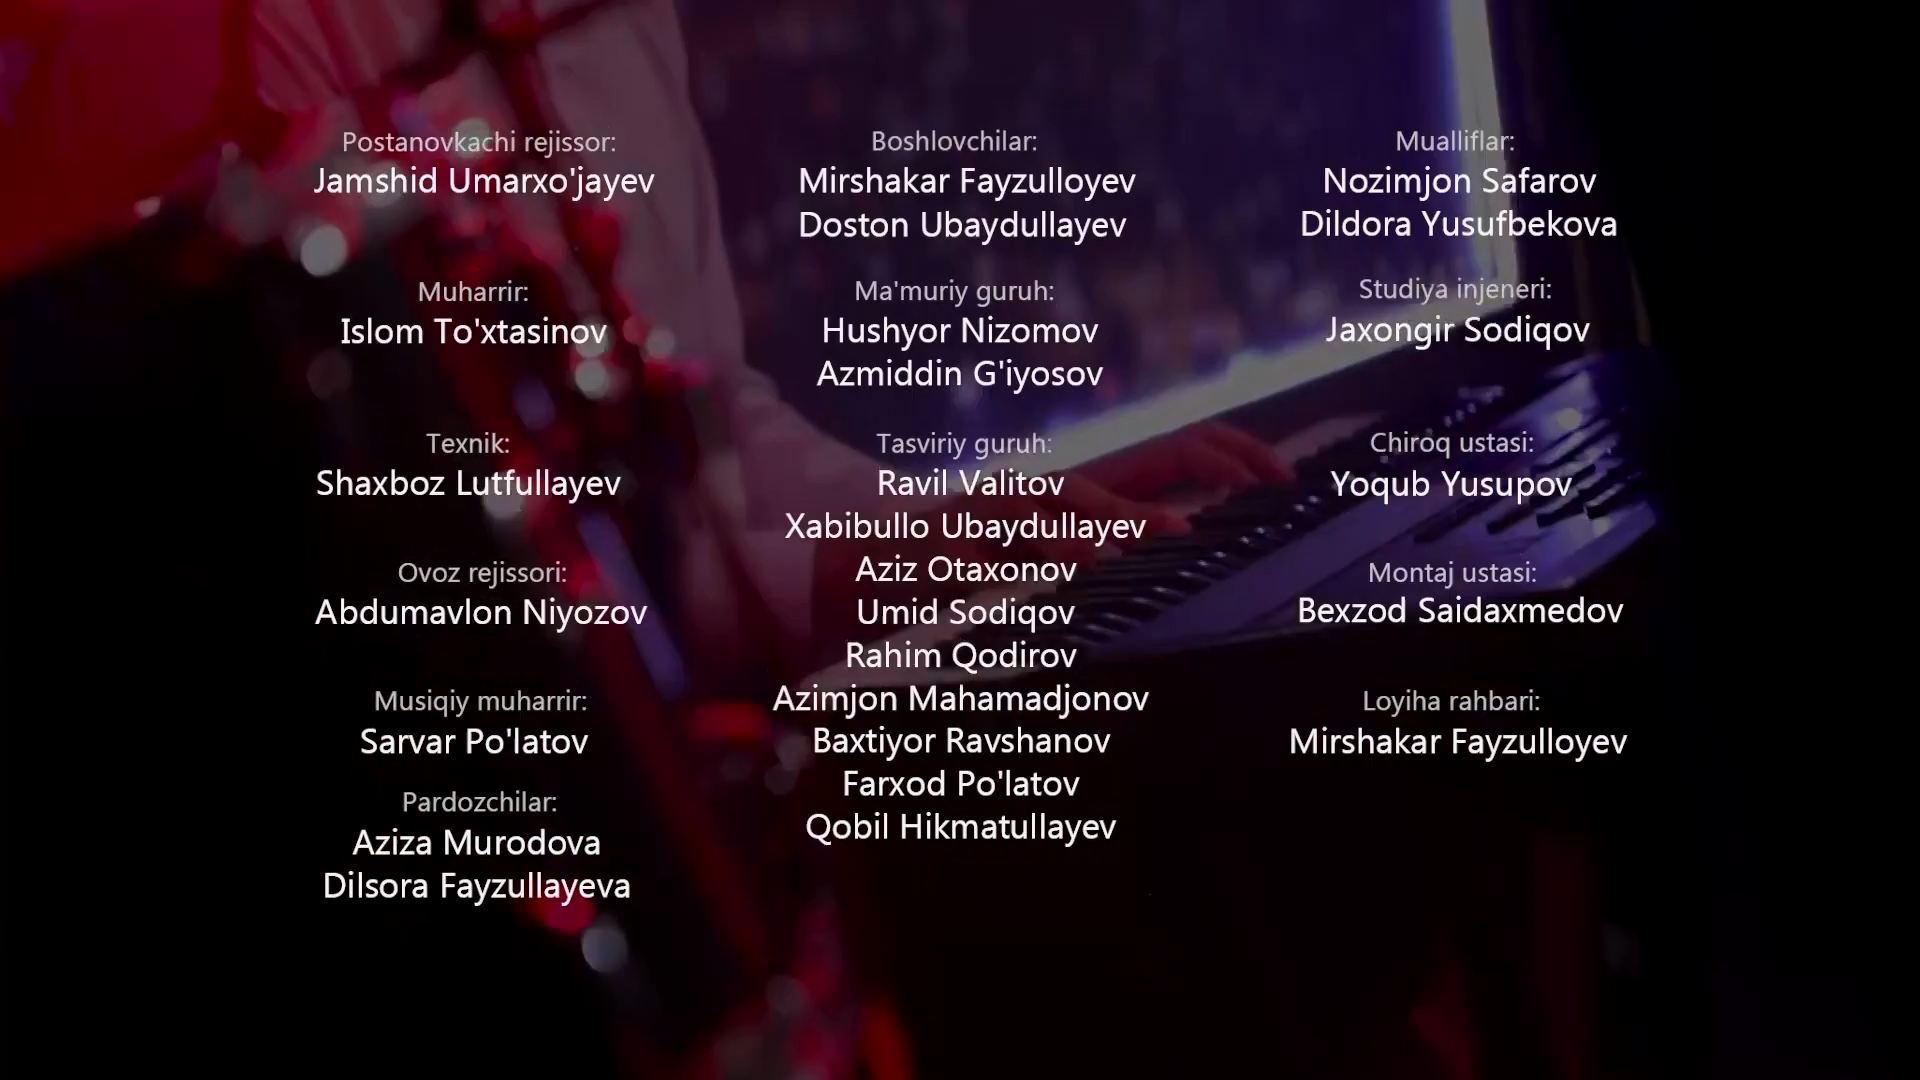 Postanovkachi rejissor:
Jamshid Umarxo'jayev
Muharrir:
Islom To'xtasinov
Texnik:
Shaxboz Lutfullayev
Ovoz rejissori:
Abdumavlon Niyozov
Musiqiy muharrir:
Sarvar Po'latov
Pardozchilar:
Aziza Murodova
Dilsora Fayzullayeva
Boshlovchilar:
Mirshakar Fayzulloyev
Doston Ubaydullayev
Ma'muriy guruh:
Hushyor Nizomov
Azmiddin G'iyosov
Tasviriy guruh:
Ravil Valitov
Xabibullo Ubaydullayev
Aziz Otaxonov
Umid Sodiqov
Rahim Qodirov
Azimjon Mahamadjonov
Baxtiyor Ravshanov
Farxod Po'latov
Qobil Hikmatullayev
Mualliflar:
Nozimjon Safarov
Dildora Yusufbekova
Studiya injeneri:
Jaxongir Sodiqov
Chiroq ustasi:
Yoqub Yusupov
Montaj ustasi:
Bexzod Saidaxmedov
Loyiha rahbari:
Mirshakar Fayzulloyev